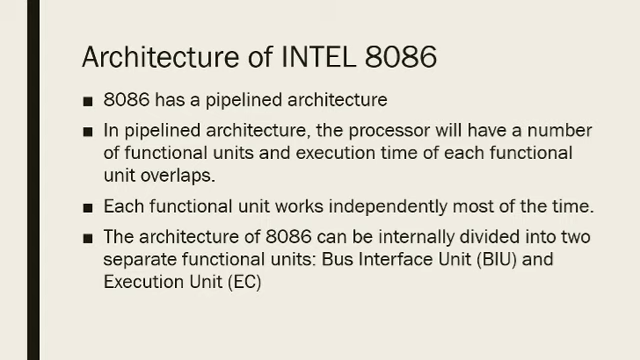 Architecture of INTEL 8086
■ 8086 has a pipelined architecture
■ In pipelined architecture, the processor will have a number
of functional units and execution time of each functional
unit overlaps.
■ Each functional unit works independently most of the time.
■ The architecture of 8086 can be internally divided into two
separate functional units: Bus Interface Unit (BIU) and
Execution Unit (EC)